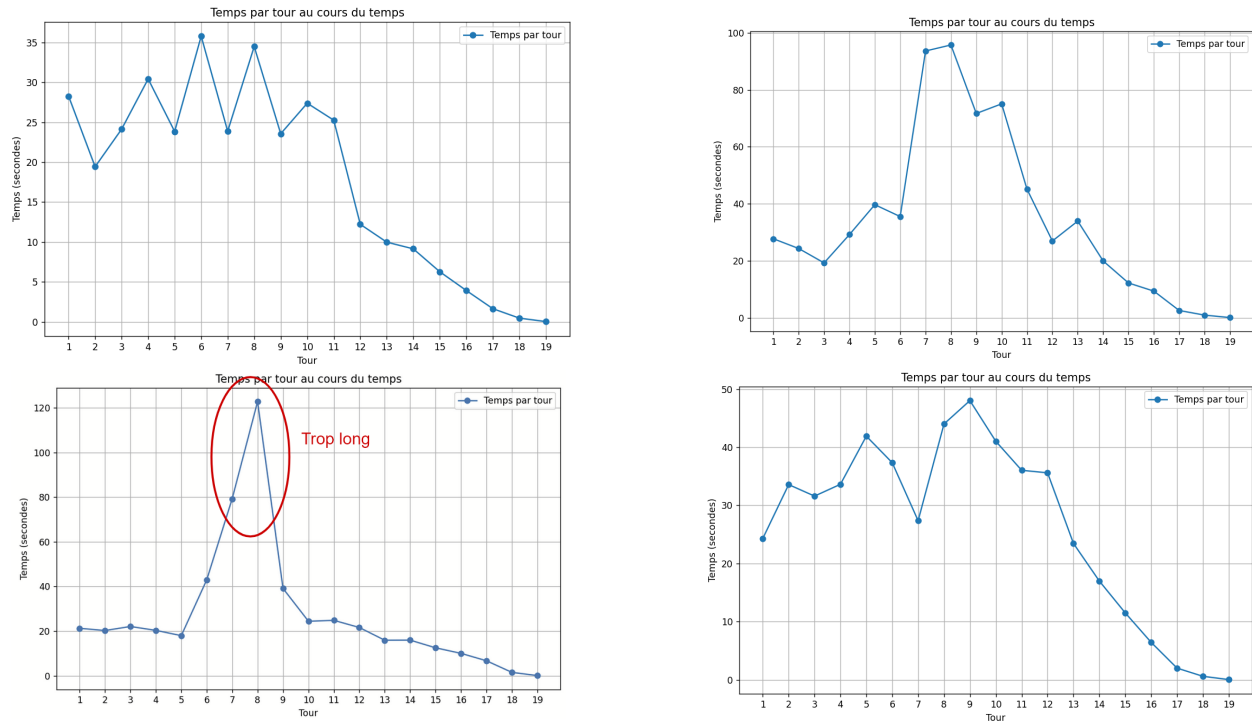 Temps par tour au cours du temps
Temps par tour
Temps (secondes)
35
30
25
20
15
10
5
0
1 2 3 4 5 6 7 8 9 10 11 12 13 14 15 16 17 18 19
Tour
Temps par tour au cours du temps
Temps par tour
Temps (secondes)
100
80
60
40
20
0
1 2 3 4 5 6 7 8 9 10 11 12 13 14 15 16 17 18 19
Tour
Temps par tour au cours du temps
Temps par tour
Trop long
Temps (secondes)
120
100
80
60
40
20
0
1 2 3 4 5 6 7 8 9 10 11 12 13 14 15 16 17 18 19
Tour
Temps par tour au cours du temps
Temps par tour
Temps (secondes)
50
40
30
20
10
0
1 2 3 4 5 6 7 8 9 10 11 12 13 14 15 16 17 18 19
Tour